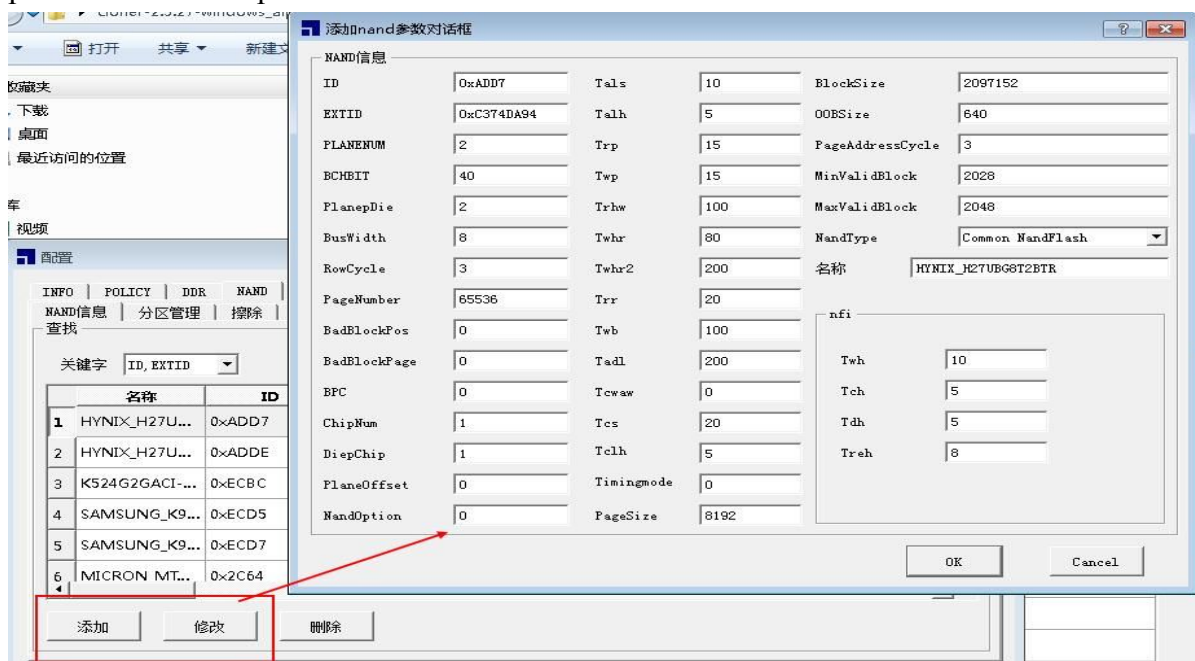 cloner-2.3.27-windows_al
打开 共享 新建文
收藏夹
下载
桌面
最近访问的位置
库
视频
配置
INFO POLICY DDR NAND
NAND信息 分区管理 擦除
查找
关键字 ID, EXTID
名称 ID
1 HYNIX_H27U... 0xADD7
2 HYNIX_H27U... 0xADDE
3 K524G2GACI-... 0xECBC
4 SAMSUNG_K9... 0xECD5
5 SAMSUNG_K9... 0xECD7
6 MICRON MT... 0x2C64
添加 修改 删除
添加nand参数对话框
NAND信息
ID 0xADD7 Tals 10 BlockSize 2097152
EXTID 0xC374DA94 Talh 5 OOBSize 640
PLANENUM 2 Trp 15 PageAddressCycle 3
BCHBIT 40 Twp 15 MinValidBlock 2028
PlanepDie 2 Trhw 100 MaxValidBlock 2048
BusWidth 8 Twhr 80 NandType Common NandFlash
RowCycle 3 Twhr2 200 名称 HYNIX_H27UBG8T2BTR
PageNumber 65536 Trr 20
nfi
BadBlockPos 0 Twb 100
BadBlockPage 0 Tadl 200 Twh 10
BPC 0 Tcwaw 0 Tch 5
ChipNum 1 Tcs 20 Tdh 5
DiepChip 1 Tclh 5 Treh 8
PlaneOffset 0 Timingmode 0
NandOption 0 PageSize 8192
OK Cancel